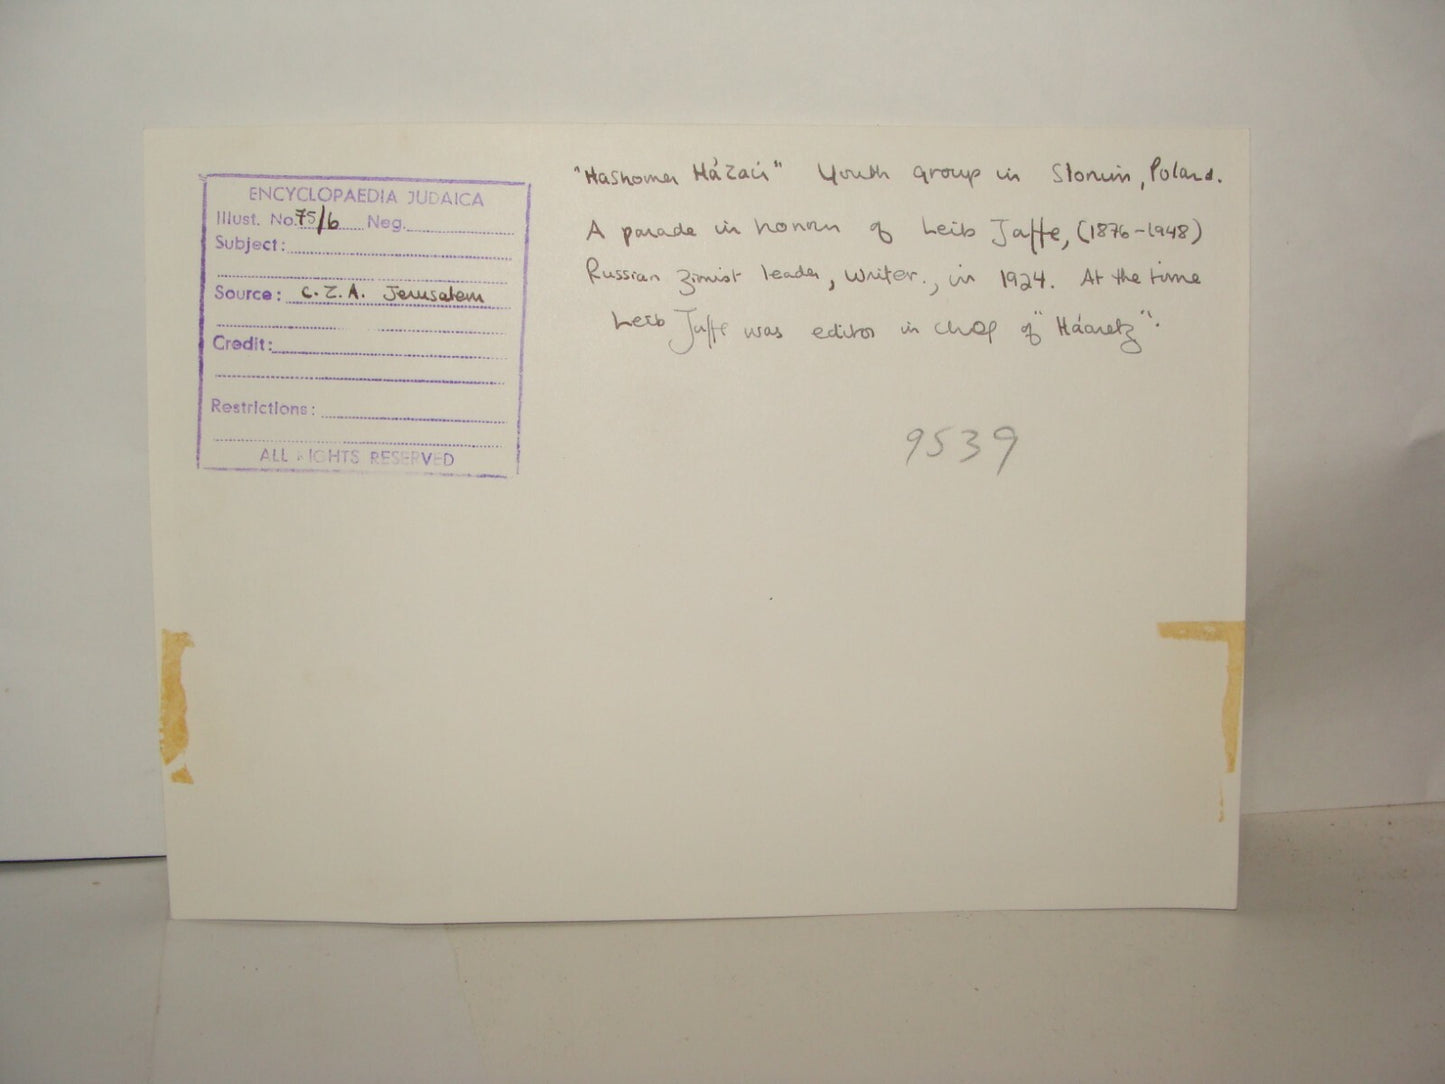 ENCYCLOPAEDIA JUDAICA
Illust. No. 75/6 Neg.
Subject:
Source: C.Z.A. Jerusalem
Credit:
Restrictions:
ALL RIGHTS RESERVED
"Hashomer Házair" Youth group in Slonim, Poland.
A parade in honour of Leib Jaffe, (1876-1948)
Russian zionist leader, writer., in 1924. At the time
Leib Jaffe was editor in chief of "Háaretz".
9539